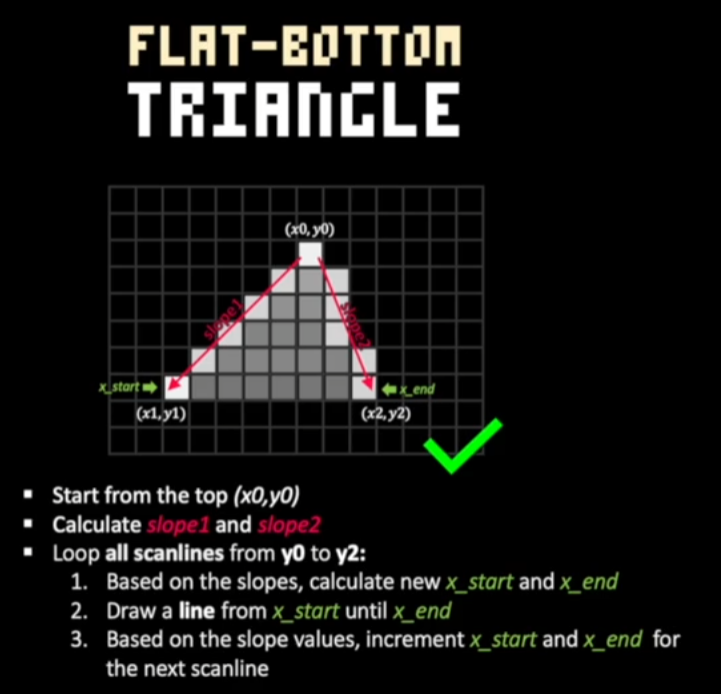 FLAT-BOTTOM
TRIANGLE
(x0,y0)
slope1
slope2
x_start
x_end
(x1,y1)
(x2,y2)
▪ Start from the top (x0,y0)
▪ Calculate slope1 and slope2
▪ Loop all scanlines from y0 to y2:
1. Based on the slopes, calculate new x_start and x_end
2. Draw a line from x_start until x_end
3. Based on the slope values, increment x_start and x_end for
the next scanline